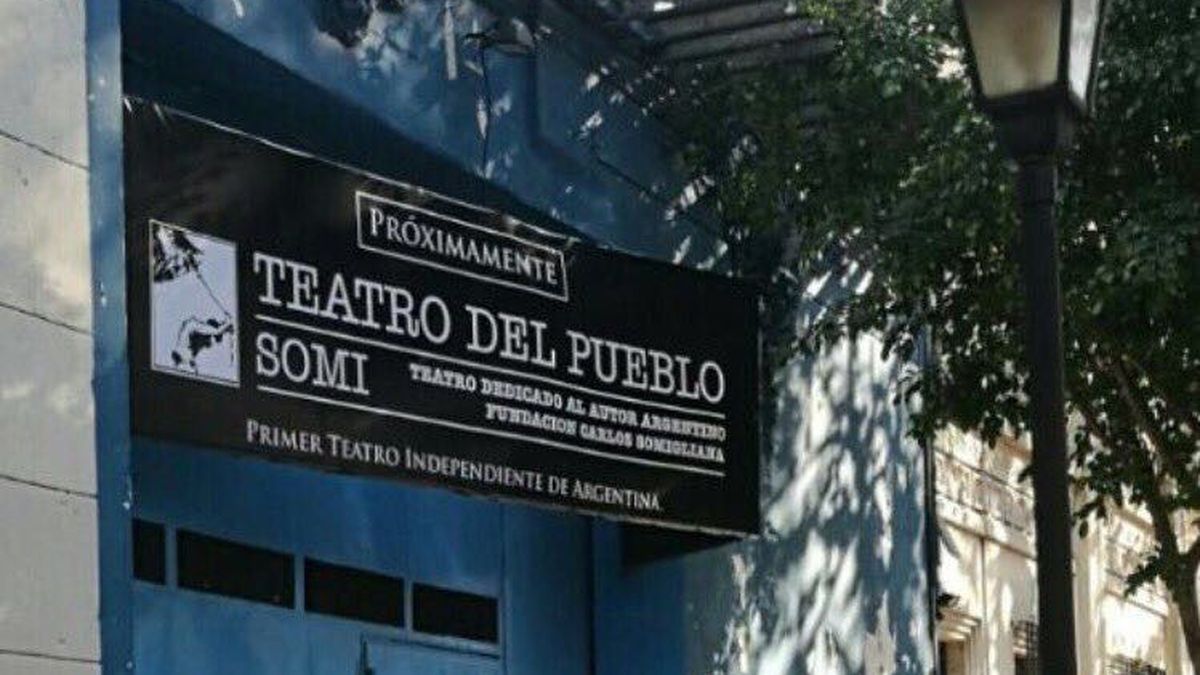 PRÓXIMAMENTE
TEATRO DEL PUEBLO
SOMI
TEATRO DEDICADO AL AUTOR ARGENTINO
FUNDACION CARLOS SOMIGLIANA
PRIMER TEATRO INDEPENDIENTE DE ARGENTINA.